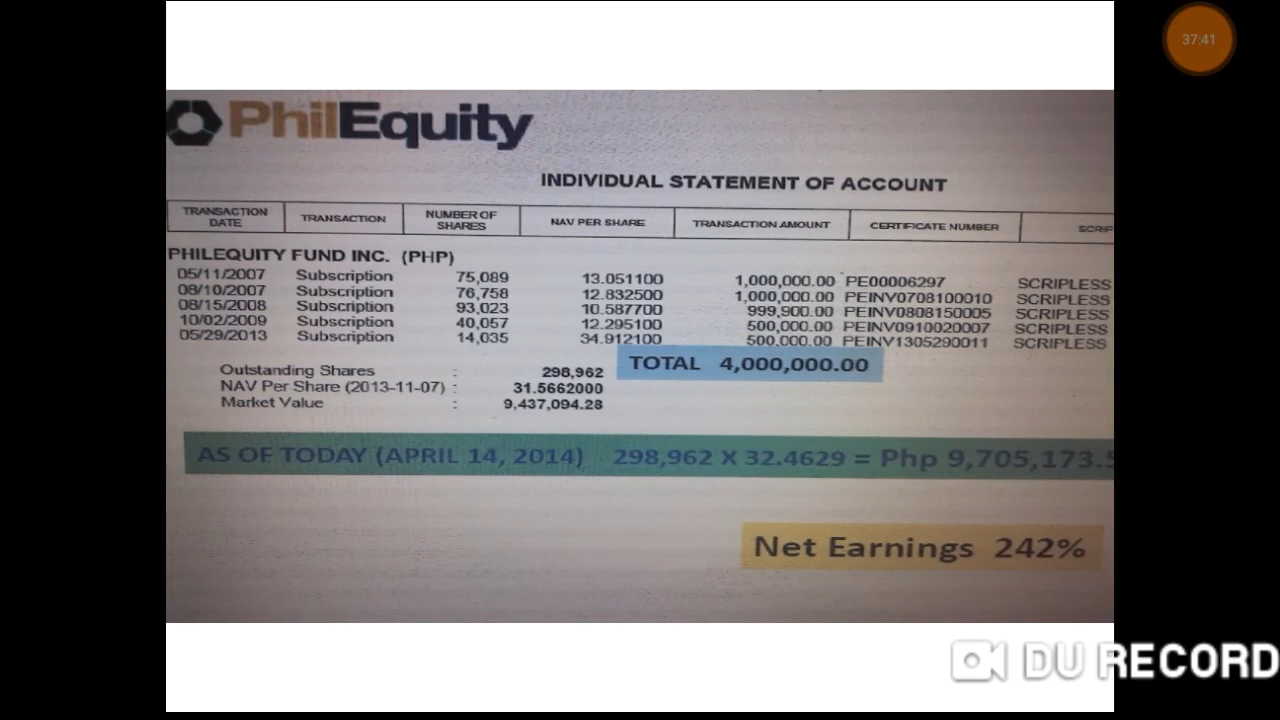 37:41
PhilEquity
INDIVIDUAL STATEMENT OF ACCOUNT
TRANSACTION DATE TRANSACTION NUMBER OF SHARES NAV PER SHARE TRANSACTION AMOUNT CERTIFICATE NUMBER SCRIP
PHILEQUITY FUND INC. (PHP)
05/11/2007 Subscription 75,089 13.051100 1,000,000.00 PE00006297 SCRIPLESS
08/10/2007 Subscription 76,758 12.832500 1,000,000.00 PEINV0708100010 SCRIPLESS
08/15/2008 Subscription 93,023 10.587700 999,900.00 PEINV0808150005 SCRIPLESS
10/02/2009 Subscription 40,057 12.295100 500,000.00 PEINV0910020007 SCRIPLESS
05/29/2013 Subscription 14,035 34.912100 500,000.00 PEINV1305290011 SCRIPLESS
TOTAL 4,000,000.00
Outstanding Shares : 298,962
NAV Per Share (2013-11-07) : 31.5662000
Market Value : 9,437,094.28
AS OF TODAY (APRIL 14, 2014) 298,962 X 32.4629 = Php 9,705,173.5
Net Earnings 242%
DU RECORD